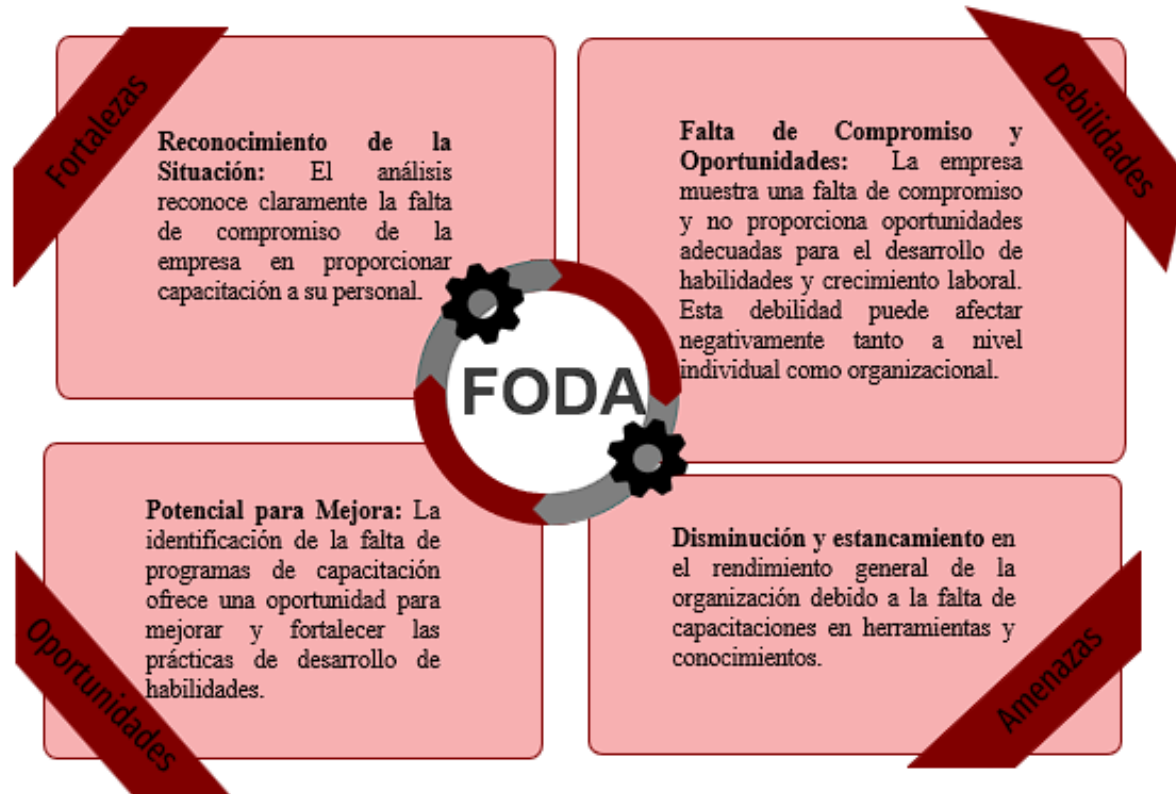 Fortalezas
Reconocimiento de la
Situación: El análisis
reconoce claramente la falta
de compromiso de la
empresa en proporcionar
capacitación a su personal.
Debilidades
Falta de Compromiso y
Oportunidades: La empresa
muestra una falta de compromiso
y no proporciona oportunidades
adecuadas para el desarrollo de
habilidades y crecimiento laboral.
Esta debilidad puede afectar
negativamente tanto a nivel
individual como organizacional.
FODA
Oportunidades
Potencial para Mejora: La
identificación de la falta de
programas de capacitación
ofrece una oportunidad para
mejorar y fortalecer las
prácticas de desarrollo de
habilidades.
Amenazas
Disminución y estancamiento en
el rendimiento general de la
organización debido a la falta de
capacitaciones en herramientas y
conocimientos.